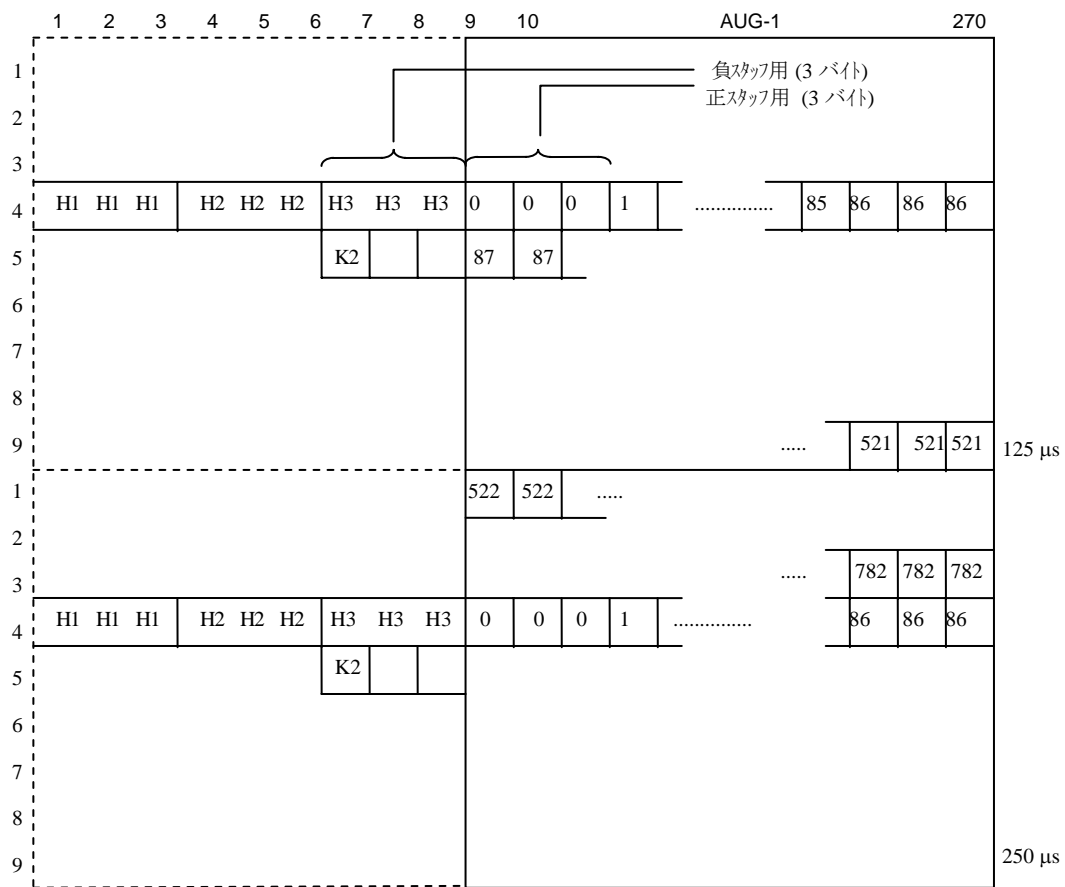 1 2 3 4 5 6 7 8 9 10 AUG-1 270
1 負スタッフ用 (3 バイト)
正スタッフ用 (3 バイト)
2
3
4 H1 H1 H1 H2 H2 H2 H3 H3 H3 0 0 0 1 ............... 85 86 86 86
5 K2 87 87
6
7
8
9 ..... 521 521 521 125 μs
1 522 522 .....
2
3 ..... 782 782 782
4 H1 H1 H1 H2 H2 H2 H3 H3 H3 0 0 0 1 ............... 86 86 86
5 K2
6
7
8
9 250 μs